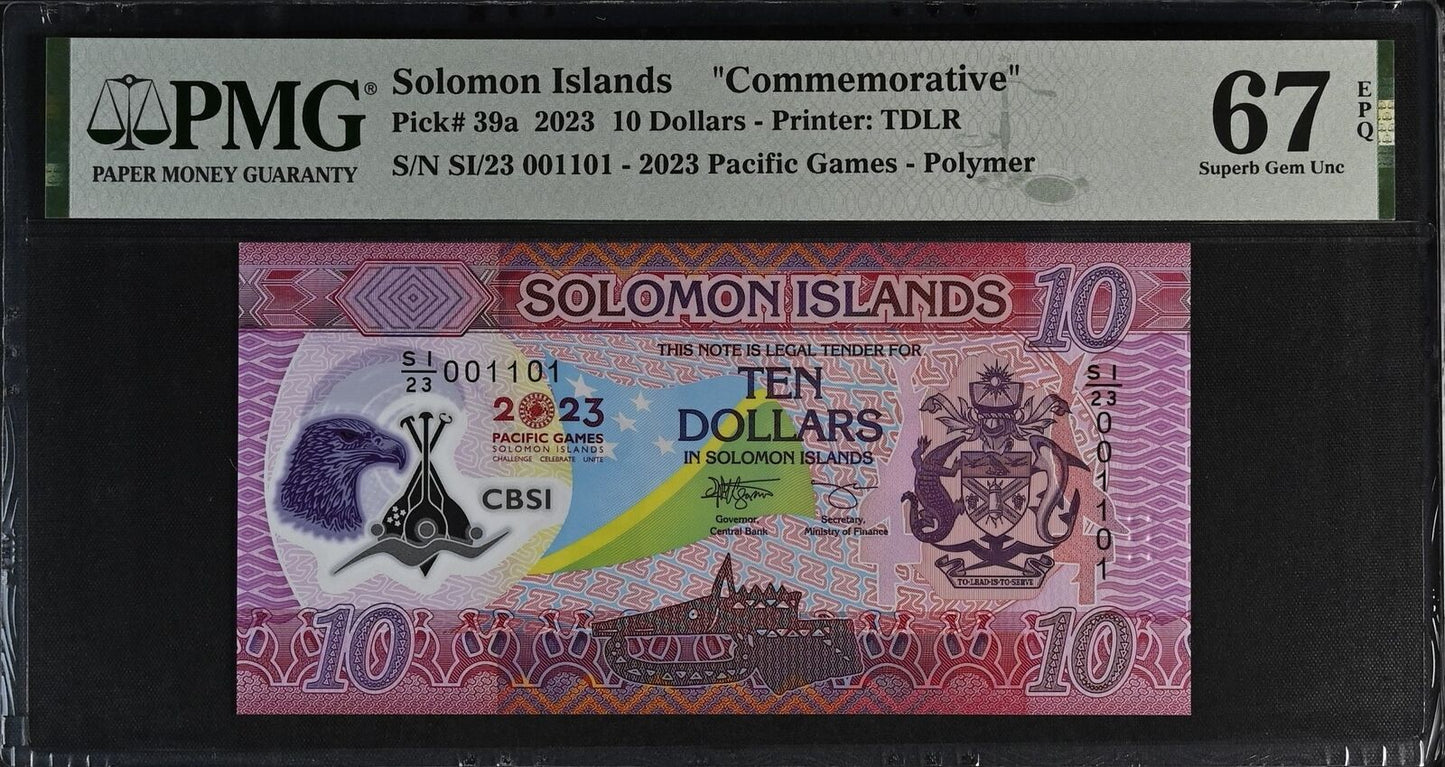 PMG®
PAPER MONEY GUARANTY
Solomon Islands "Commemorative"
Pick# 39a 2023 10 Dollars - Printer: TDLR
S/N SI/23 001101 - 2023 Pacific Games - Polymer
67
EPQ
Superb Gem Unc
SOLOMON ISLANDS
10
THIS NOTE IS LEGAL TENDER FOR
TEN
DOLLARS
IN SOLOMON ISLANDS
SI/23 001101
2023
PACIFIC GAMES
SOLOMON ISLANDS
CHALLENGE CELEBRATE UNITE
CBSI
Governor,
Central Bank
Secretary,
Ministry of Finance
SI/23 001101
TO·LEAD·IS·TO·SERVE
10
10